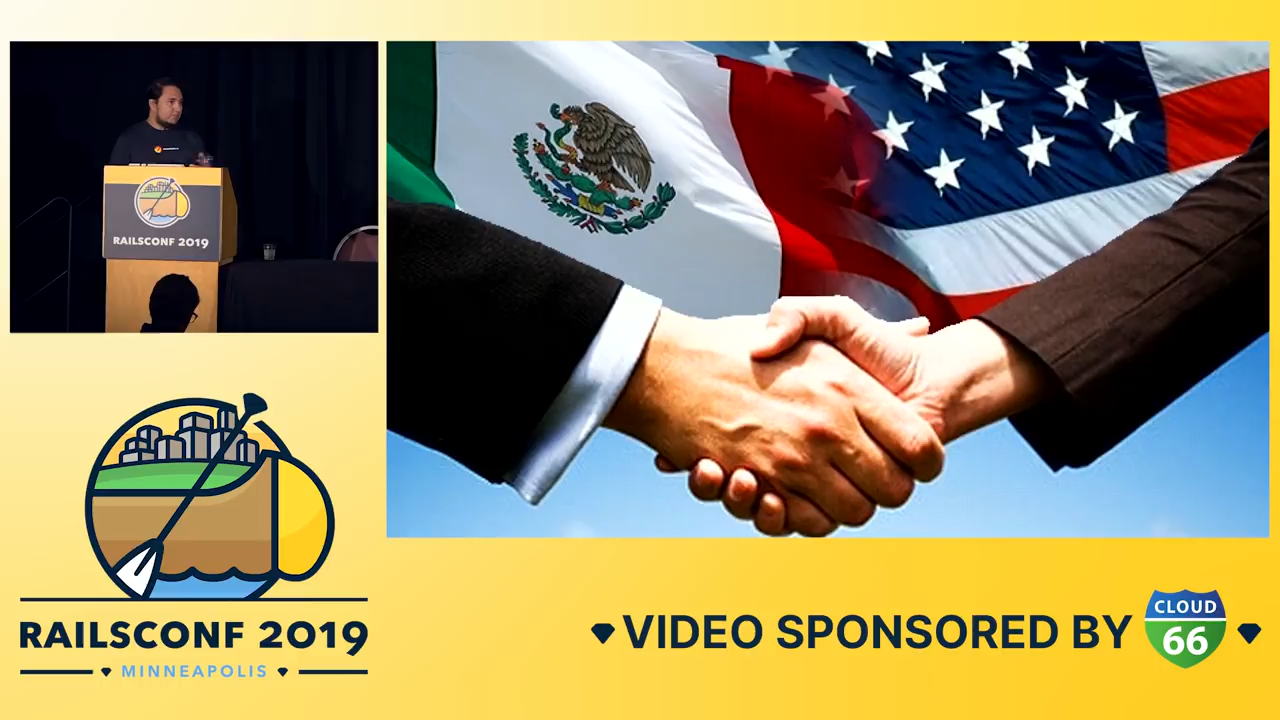 RAILSCONF 2019
RAILSCONF 2019
MINNEAPOLIS
VIDEO SPONSORED BY
CLOUD
66